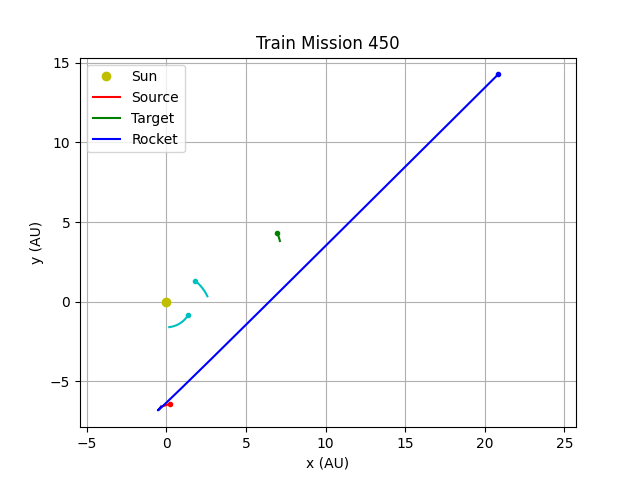 Train Mission 450
Sun
Source
Target
Rocket
15
10
5
0
−5
y (AU)
−5
0
5
10
15
20
25
x (AU)